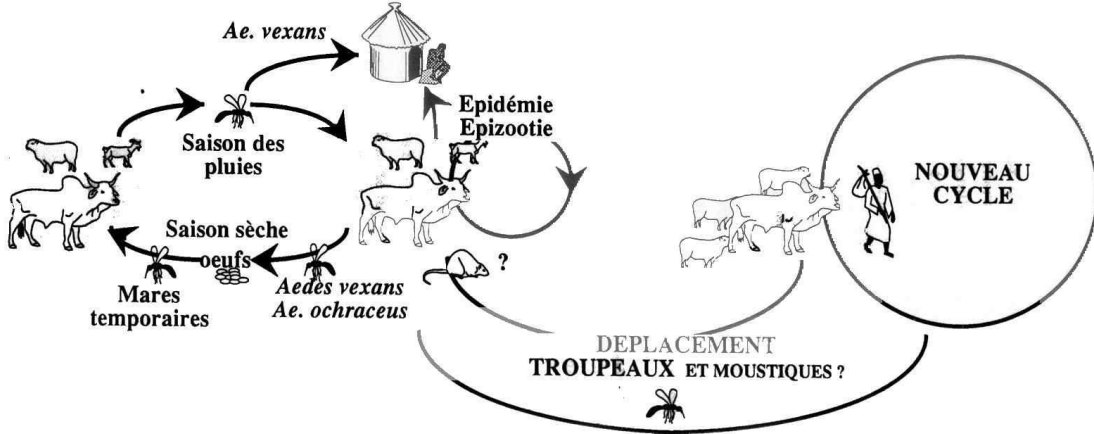 Ae. vexans
Epidémie
Epizootie
Saison des
pluies
NOUVEAU
CYCLE
Saison sèche
oeufs
?
Mares
temporaires
Aedes vexans
Ae. ochraceus
DEPLACEMENT
TROUPEAUX ET MOUSTIQUES ?